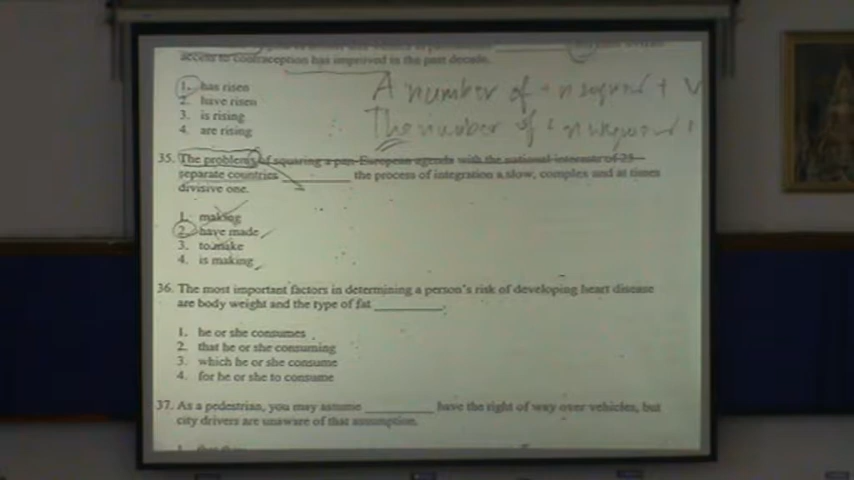 access to contraception has improved in the past decade.
1. has risen
2. have risen
3. is rising
4. are rising
A number of
The number of
35. The problems of squaring a pan-European agenda with the national interests of 25
separate countries ________ the process of integration a slow, complex and at times
divisive one.
1. making
2. have made
3. to make
4. is making
36. The most important factors in determining a person's risk of developing heart disease
are body weight and the type of fat ________.
1. he or she consumes
2. that he or she consuming
3. which he or she consume
4. for he or she to consume
37. As a pedestrian, you may assume ________ have the right of way over vehicles, but
city drivers are unaware of that assumption.